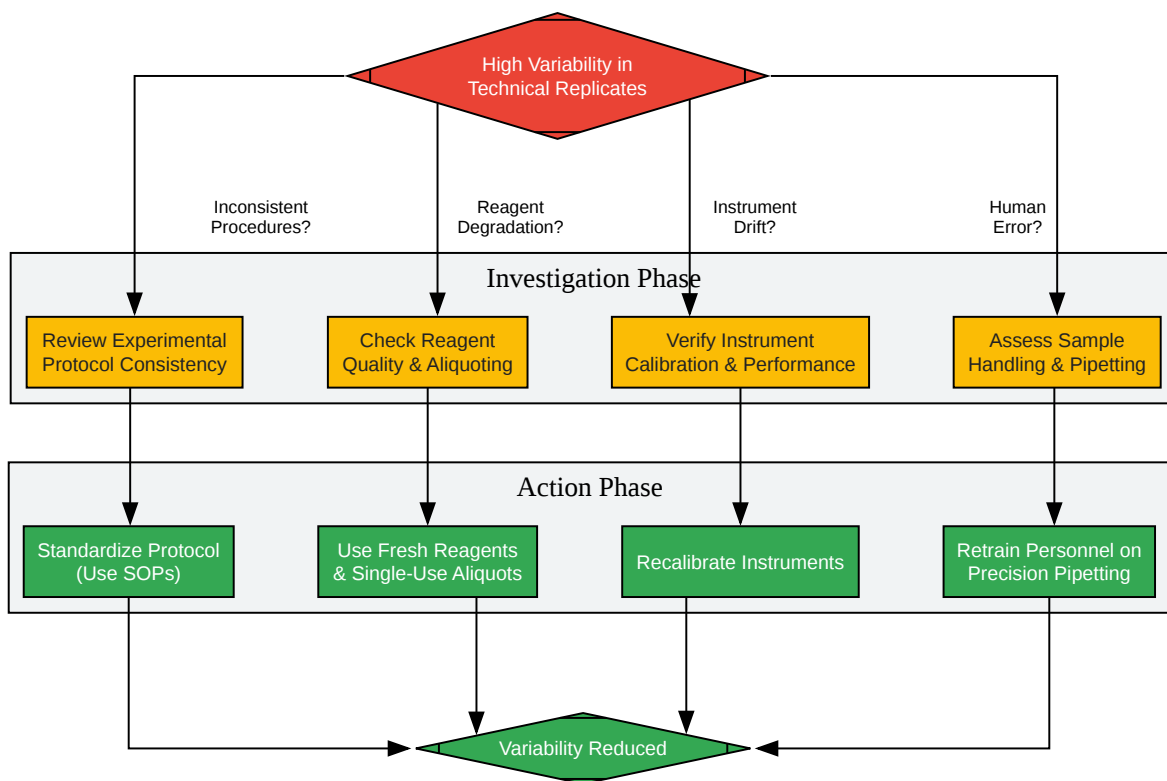 High Variability in
Technical Replicates
Inconsistent
Procedures?
Reagent
Degradation?
Instrument
Drift?
Human
Error?
Investigation Phase
Review Experimental
Protocol Consistency
Check Reagent
Quality & Aliquoting
Verify Instrument
Calibration & Performance
Assess Sample
Handling & Pipetting
Action Phase
Standardize Protocol
(Use SOPs)
Use Fresh Reagents
& Single-Use Aliquots
Recalibrate Instruments
Retrain Personnel on
Precision Pipetting
Variability Reduced